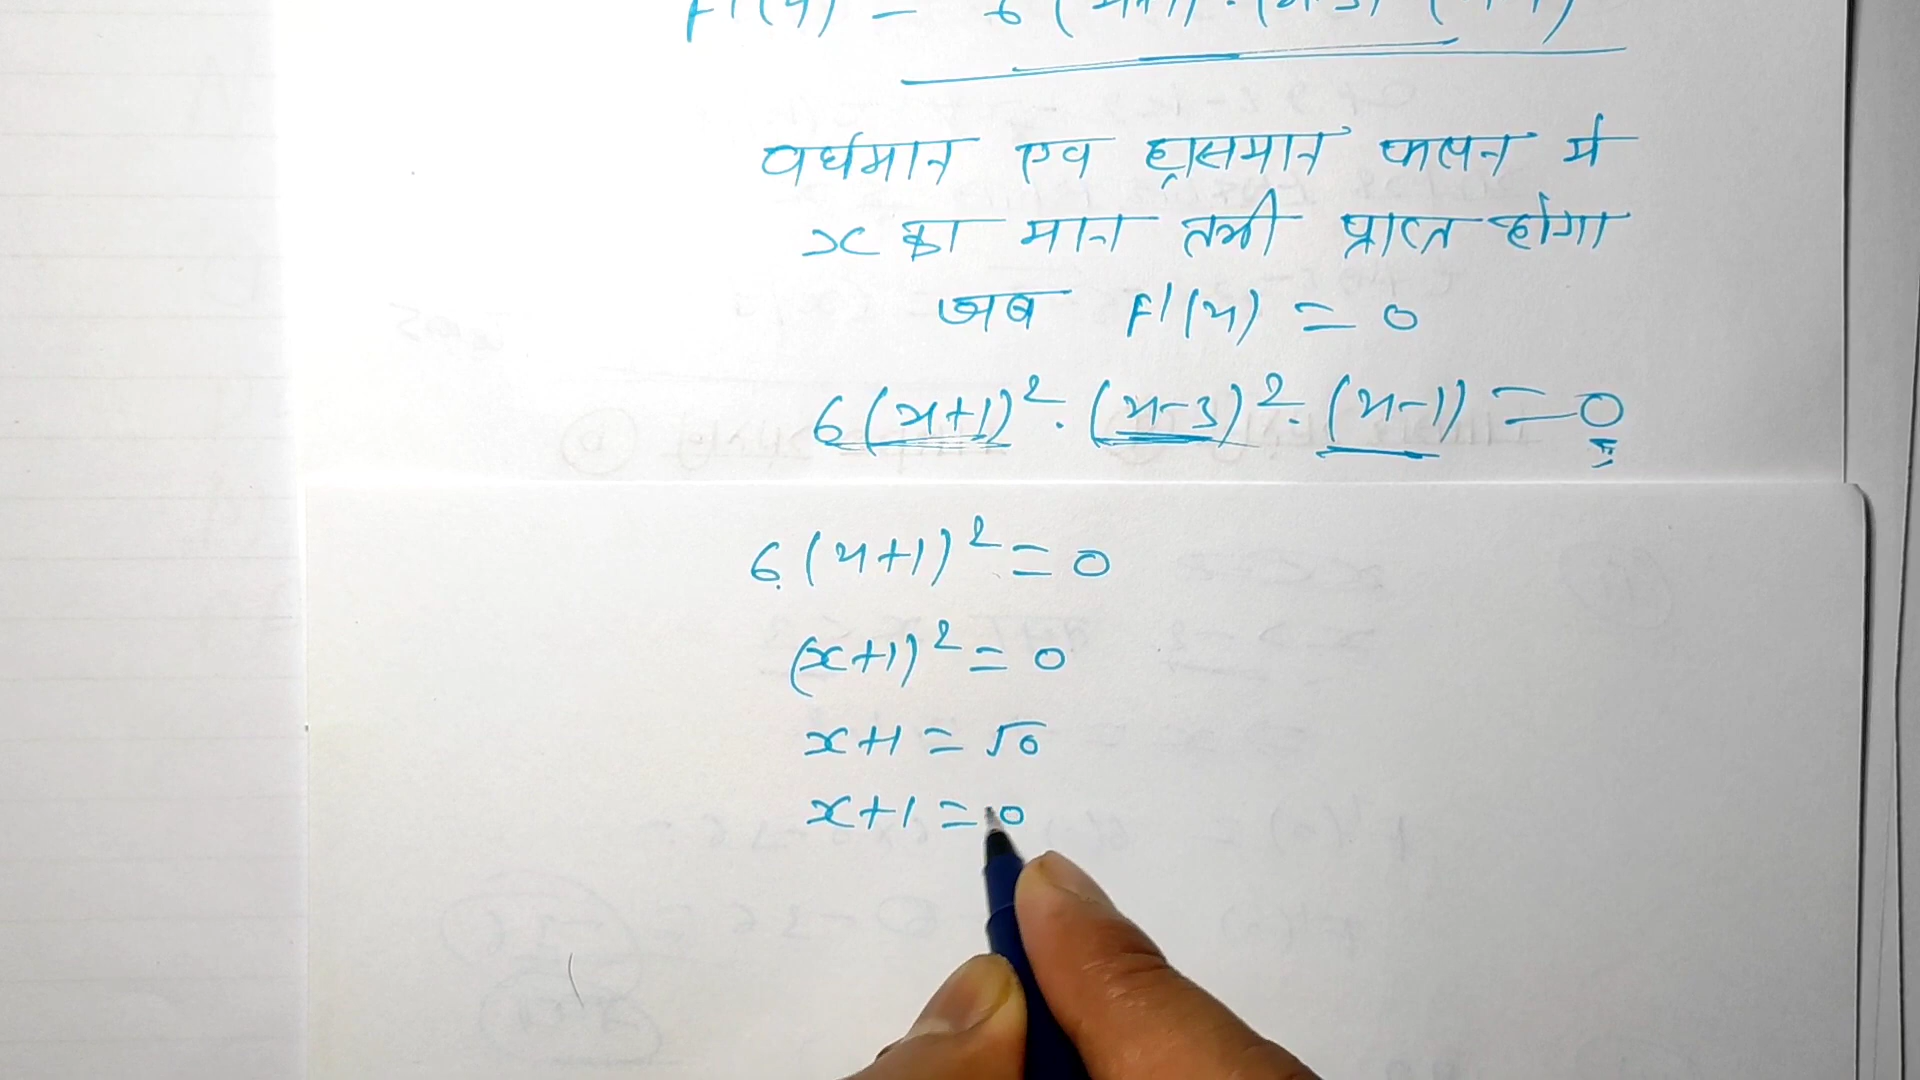 वर्धमान एव ह्रासमान फलन मे
x का मान तभी प्राप्त होगा
जब F'(x) = 0
6(x+1)² · (x-3)² · (x-1) = 0
6(x+1)² = 0
(x+1)² = 0
x+1 = √0
x+1 = 0